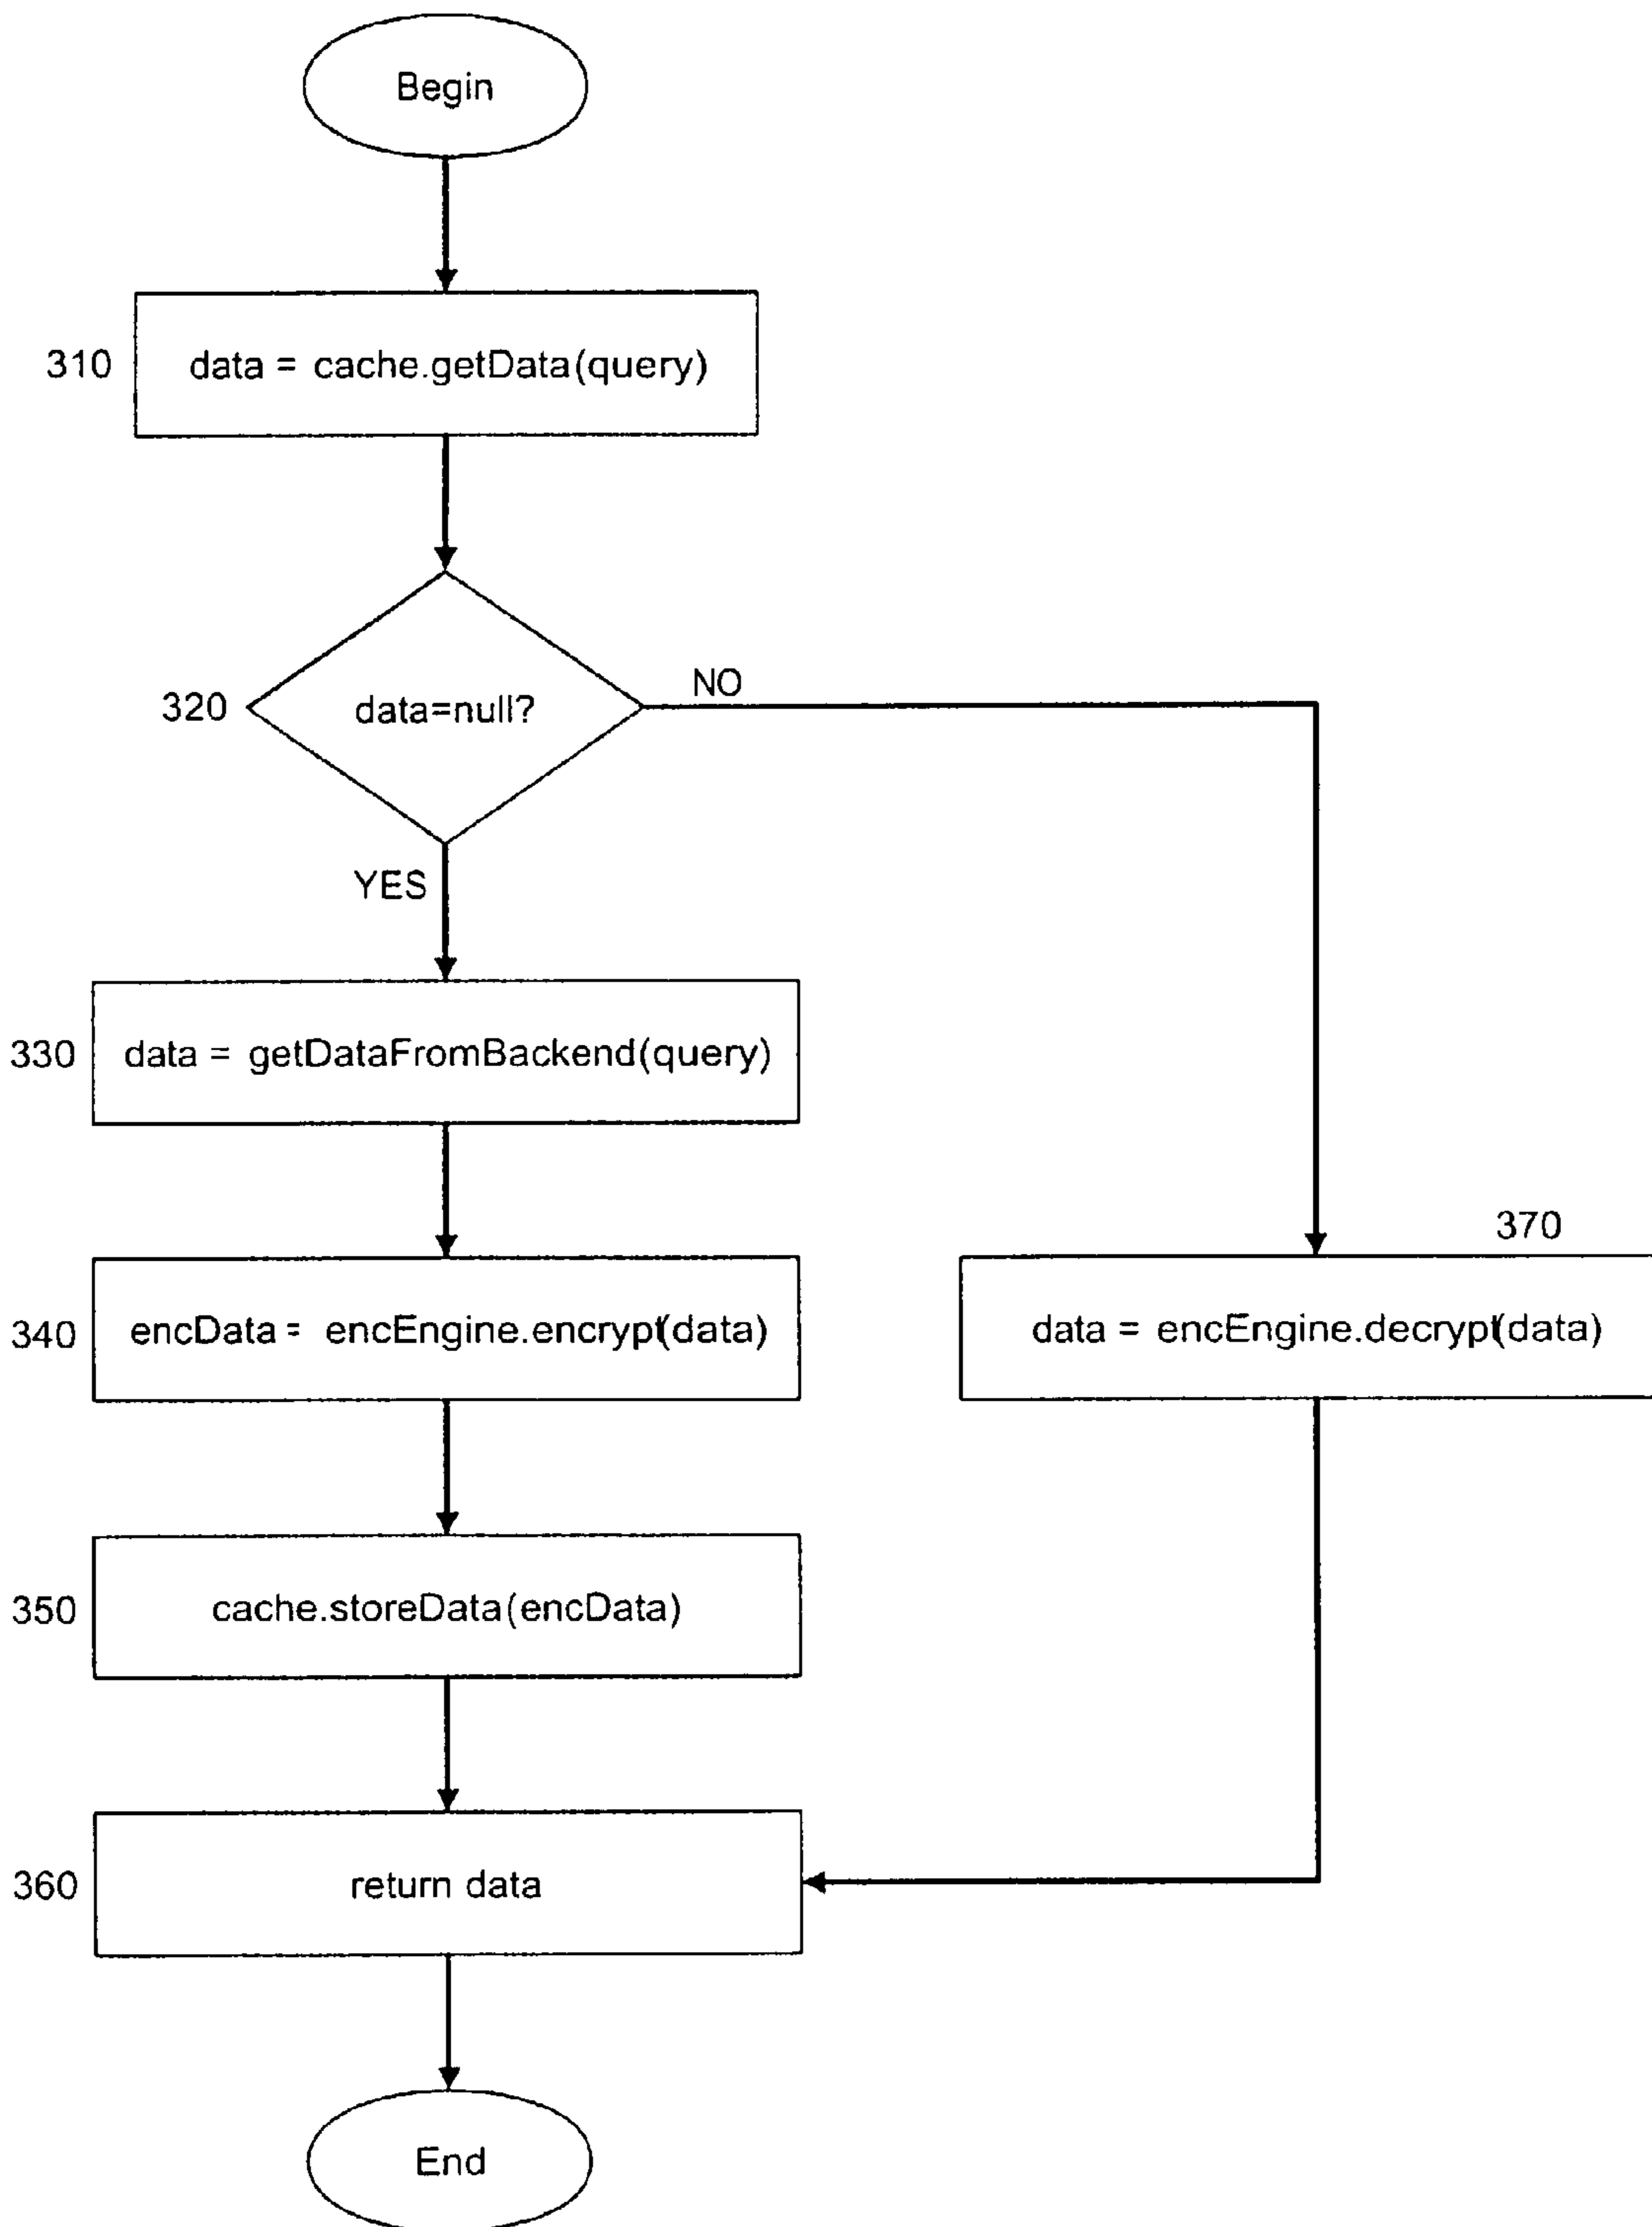 Begin
310
data = cache.getData(query)
320
data=null?
NO
YES
330
data = getDataFromBackend(query)
340
encData = encEngine.encrypt(data)
370
data = encEngine.decrypt(data)
350
cache.storeData(encData)
360
return data
End